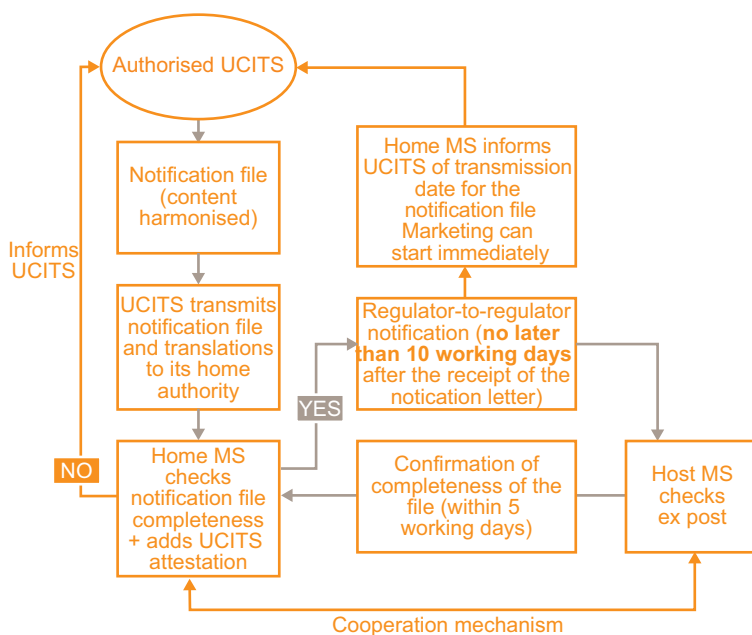 Authorised UCITS
Notification file
(content
harmonised)
Informs
UCITS
UCITS transmits
notification file
and translations
to its home
authority
NO
Home MS
checks
notification file
completeness
+ adds UCITS
attestation
YES
Home MS informs
UCITS of transmission
date for the
notification file
Marketing can
start immediately
Regulator-to-regulator
notification (no later
than 10 working days
after the receipt of the
notication letter)
Confirmation of
completeness of the
file (within 5
working days)
Host MS
checks
ex post
Cooperation mechanism